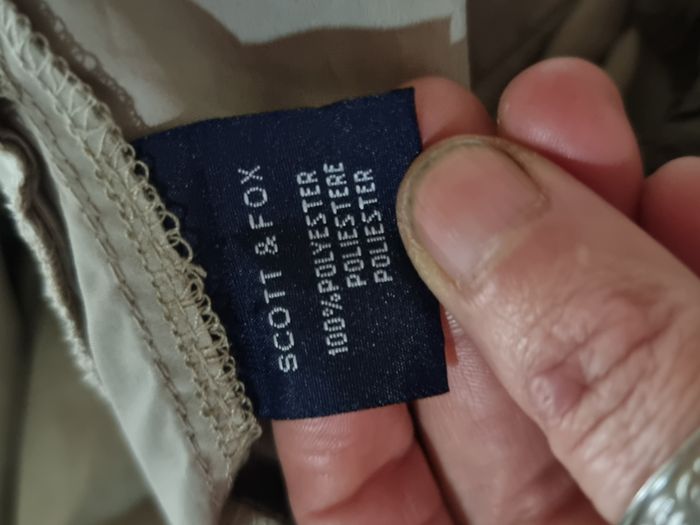 SCOTT & FOX
100%POLYESTER
POLIESTERE
POLIESTER